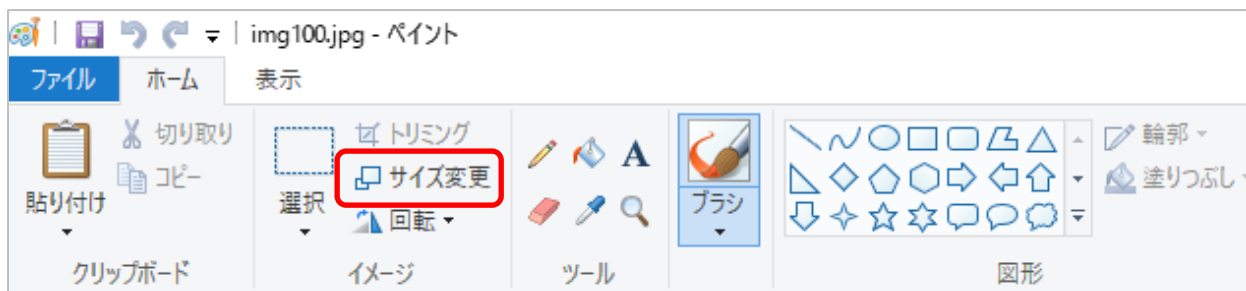 img100.jpg - ペイント
ファイル ホーム 表示
貼り付け
切り取り
コピー
クリップボード
選択
トリミング
サイズ変更
回転
イメージ
A
ツール
ブラシ
輪郭
塗りつぶし
図形